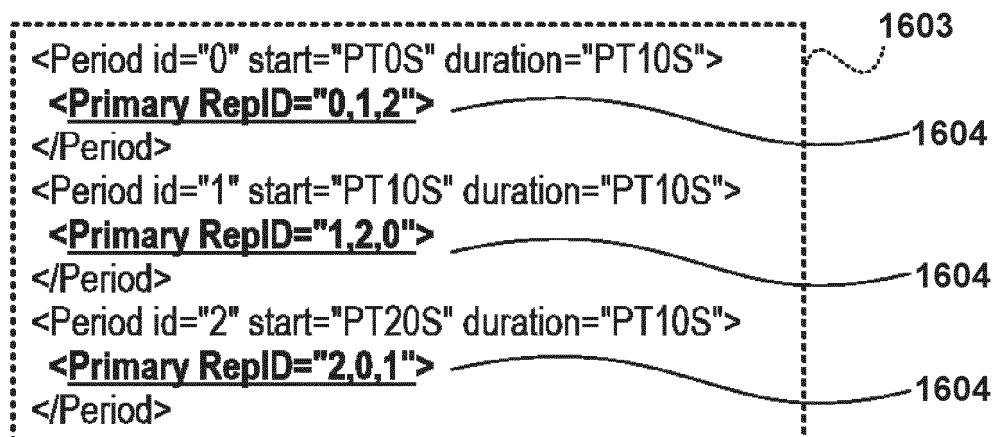 1603
<Period id="0" start="PT0S" duration="PT10S">
<Primary RepID="0,1,2">
1604
</Period>
<Period id="1" start="PT10S" duration="PT10S">
<Primary RepID="1,2,0">
1604
</Period>
<Period id="2" start="PT20S" duration="PT10S">
<Primary RepID="2,0,1">
1604
</Period>